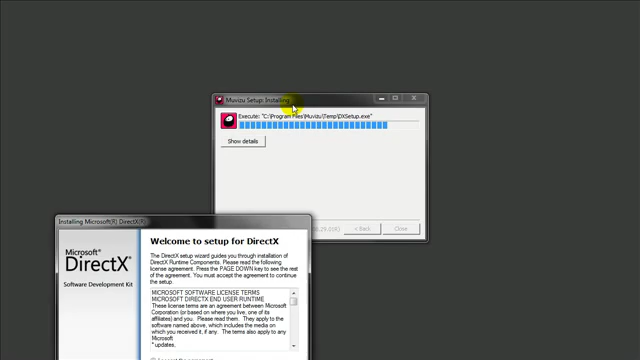 Muvizu Setup: Installing
Execute: "C:\Program Files\Muvizu\Temp\DXSetup.exe"
Show details
< Back
Close
Installing Microsoft(R) DirectX(R)
Microsoft®
DirectX®
Software Development Kit
Welcome to setup for DirectX
The DirectX setup wizard guides you through installation of
DirectX Runtime Components. Please read the following
license agreement. Press the PAGE DOWN key to see the rest
of the agreement. You must accept the agreement to continue
the setup.
MICROSOFT SOFTWARE LICENSE TERMS
MICROSOFT DIRECTX END USER RUNTIME
These license terms are an agreement between Microsoft
Corporation (or based on where you live, one of its
affiliates) and you. Please read them. They apply to the
software named above, which includes the media on
which you received it, if any. The terms also apply to any
Microsoft
* updates,